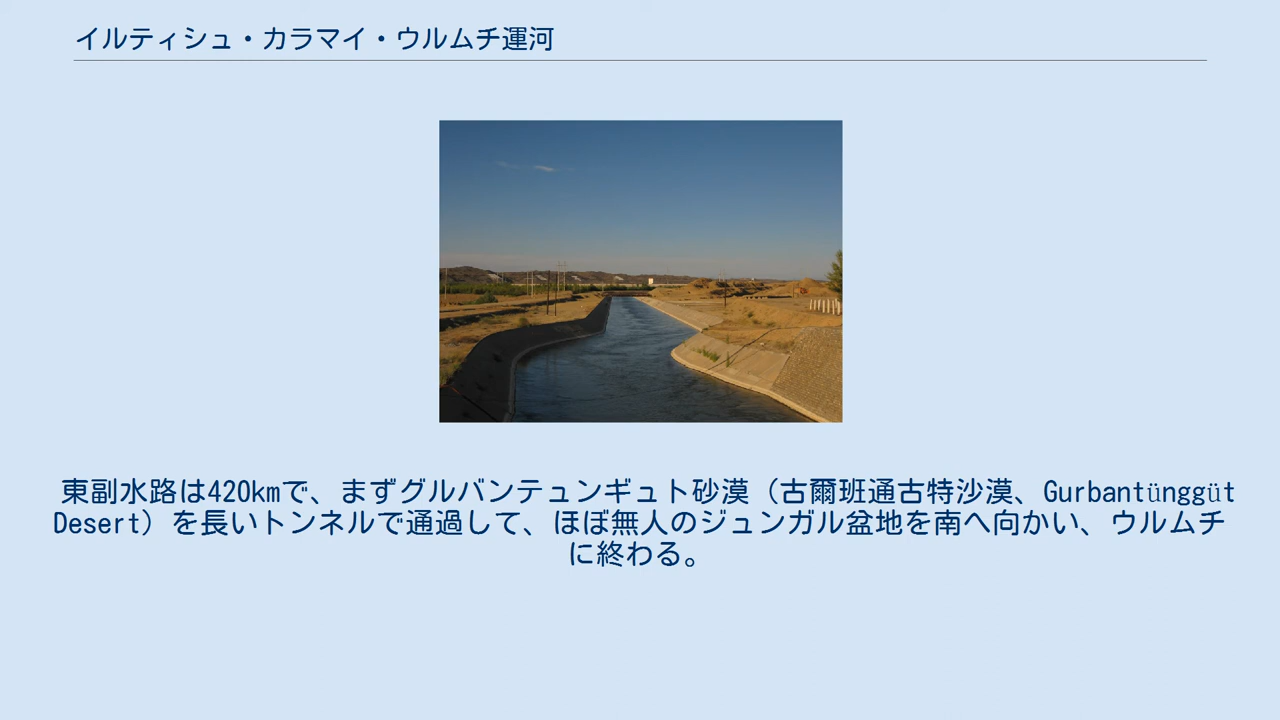 イルティシュ・カラマイ・ウルムチ運河
東副水路は420kmで、まずグルバンテュンギュト砂漠（古爾班通古特沙漠、Gurbantünggüt
Desert）を長いトンネルで通過して、ほぼ無人のジュンガル盆地を南へ向かい、ウルムチ
に終わる。